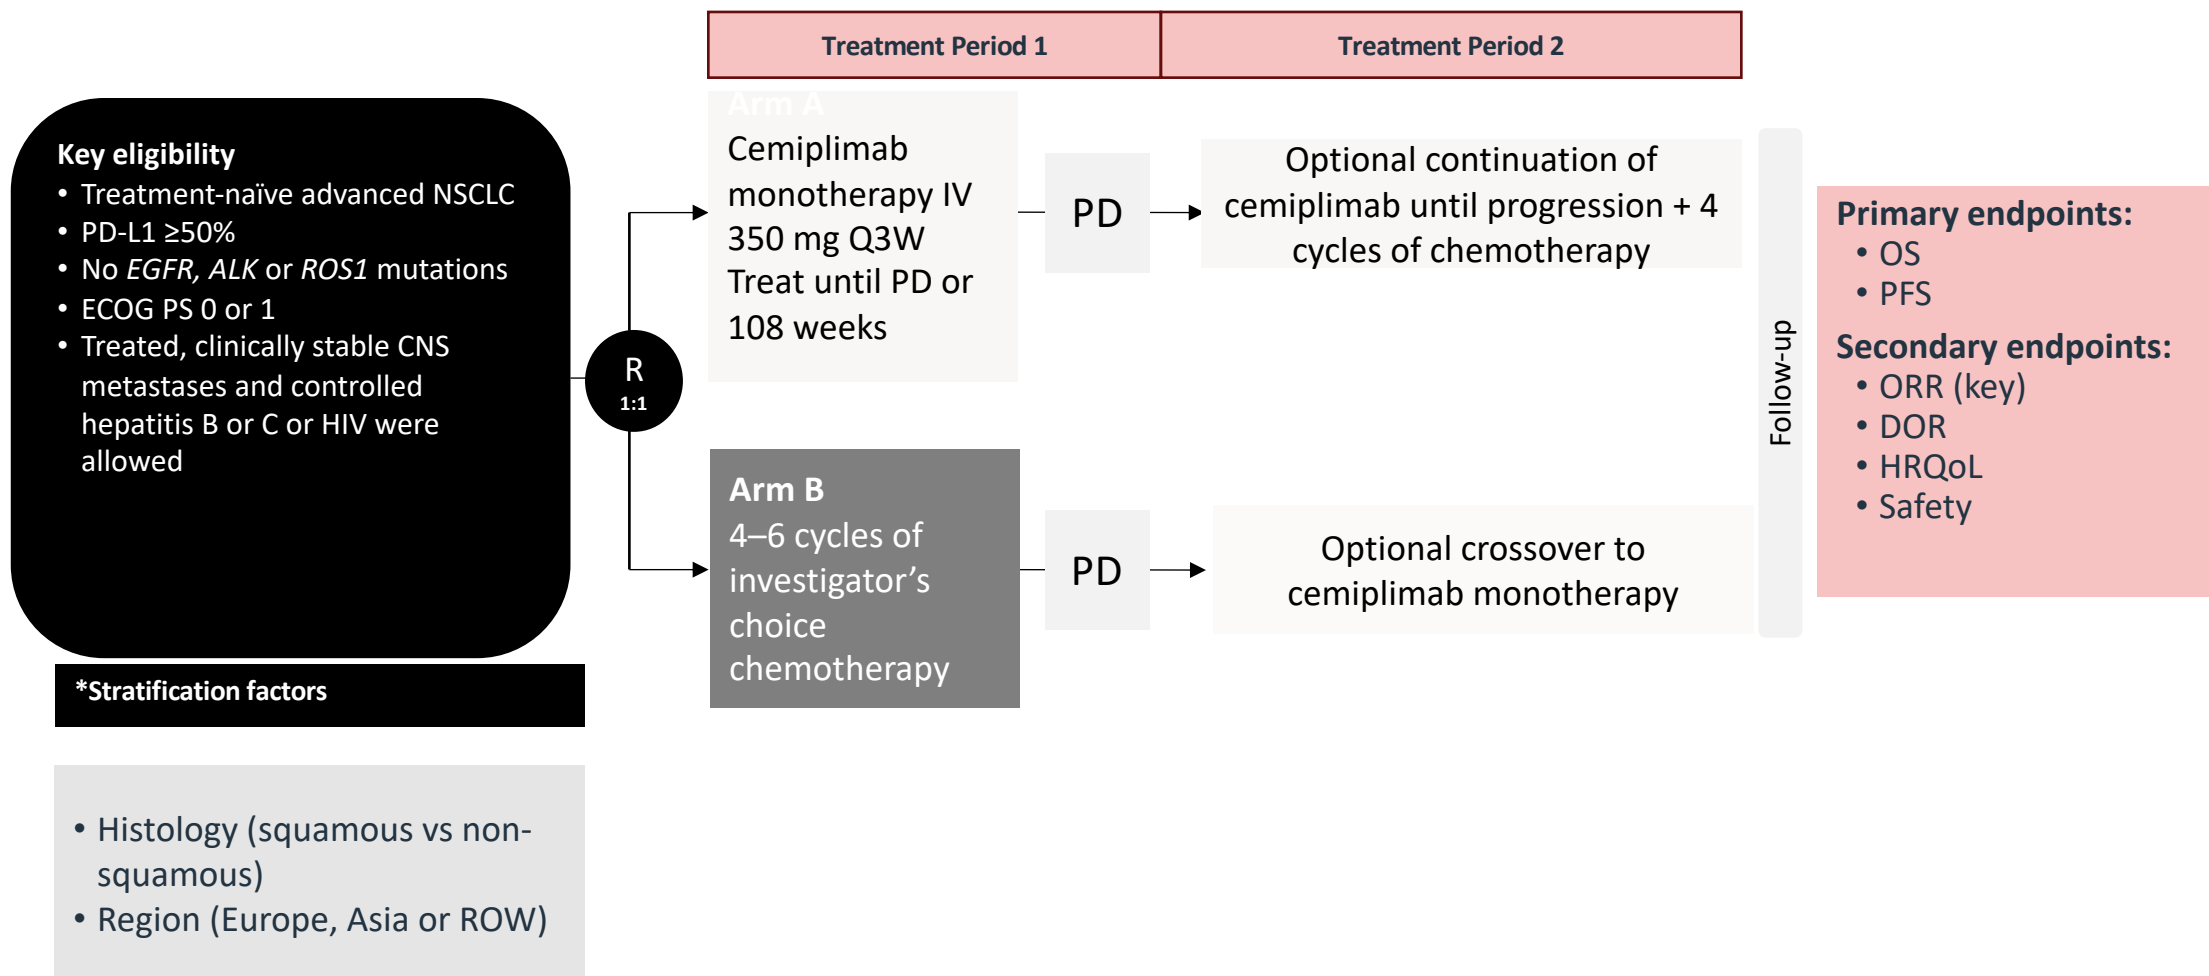 Treatment Period 1
Treatment Period 2
Key eligibility
• Treatment-naïve advanced NSCLC
• PD-L1 ≥50%
• No EGFR, ALK or ROS1 mutations
• ECOG PS 0 or 1
• Treated, clinically stable CNS
metastases and controlled
hepatitis B or C or HIV were
allowed
*Stratification factors
• Histology (squamous vs non-
squamous)
• Region (Europe, Asia or ROW)
R
1:1
Arm A
Cemiplimab
monotherapy IV
350 mg Q3W
Treat until PD or
108 weeks
PD
Optional continuation of
cemiplimab until progression + 4
cycles of chemotherapy
Arm B
4–6 cycles of
investigator’s
choice
chemotherapy
PD
Optional crossover to
cemiplimab monotherapy
Follow-up
Primary endpoints:
• OS
• PFS
Secondary endpoints:
• ORR (key)
• DOR
• HRQoL
• Safety